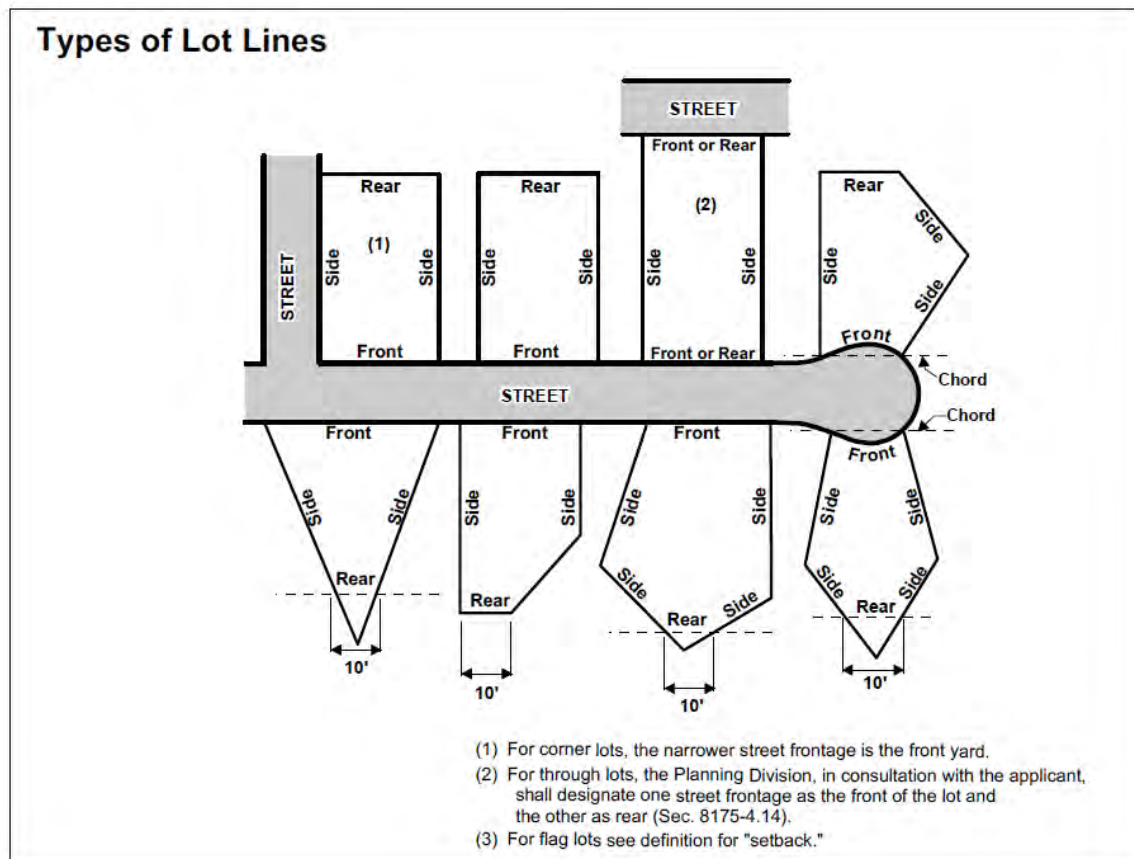 Types of Lot Lines
STREET
Front or Rear
Rear
Rear
(2)
Rear
(1)
Side
Side
Side
Side
Side
Side
Side
Side
Side
STREET
Front
Front
Front or Rear
Front
Chord
STREET
Chord
Front
Front
Front
Front
Side
Side
Side
Side
Side
Side
Side
Side
Rear
Side
Side
Side
Side
Rear
Rear
Rear
10'
10'
10'
10'
(1) For corner lots, the narrower street frontage is the front yard.
(2) For through lots, the Planning Division, in consultation with the applicant,
shall designate one street frontage as the front of the lot and
the other as rear (Sec. 8175-4.14).
(3) For flag lots see definition for "setback."